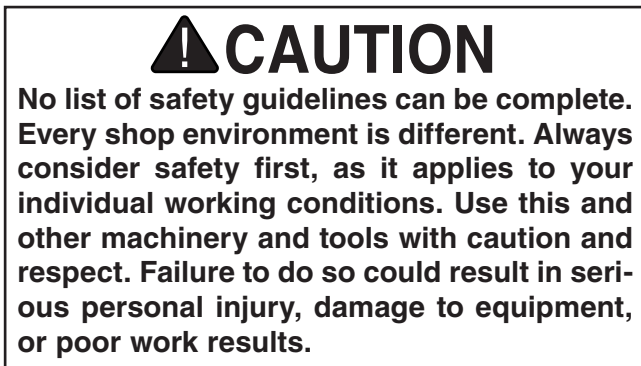 CAUTION
No list of safety guidelines can be complete.
Every shop environment is different. Always
consider safety first, as it applies to your
individual working conditions. Use this and
other machinery and tools with caution and
respect. Failure to do so could result in seri-
ous personal injury, damage to equipment,
or poor work results.